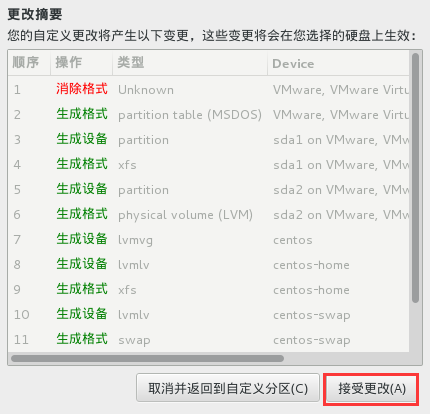 更改摘要
您的自定义更改将产生以下变更，这些变更将会在您选择的硬盘上生效：
顺序 操作 类型 Device
1 消除格式 Unknown VMware, VMware Virtu
2 生成格式 partition table (MSDOS) VMware, VMware Virtu
3 生成设备 partition sda1 on VMware, VMw
4 生成格式 xfs sda1 on VMware, VMw
5 生成设备 partition sda2 on VMware, VMw
6 生成格式 physical volume (LVM) sda2 on VMware, VMw
7 生成设备 lvmvg centos
8 生成设备 lvmlv centos-home
9 生成格式 xfs centos-home
10 生成设备 lvmlv centos-swap
11 生成格式 swap centos-swap
取消并返回到自定义分区(C) 接受更改(A)